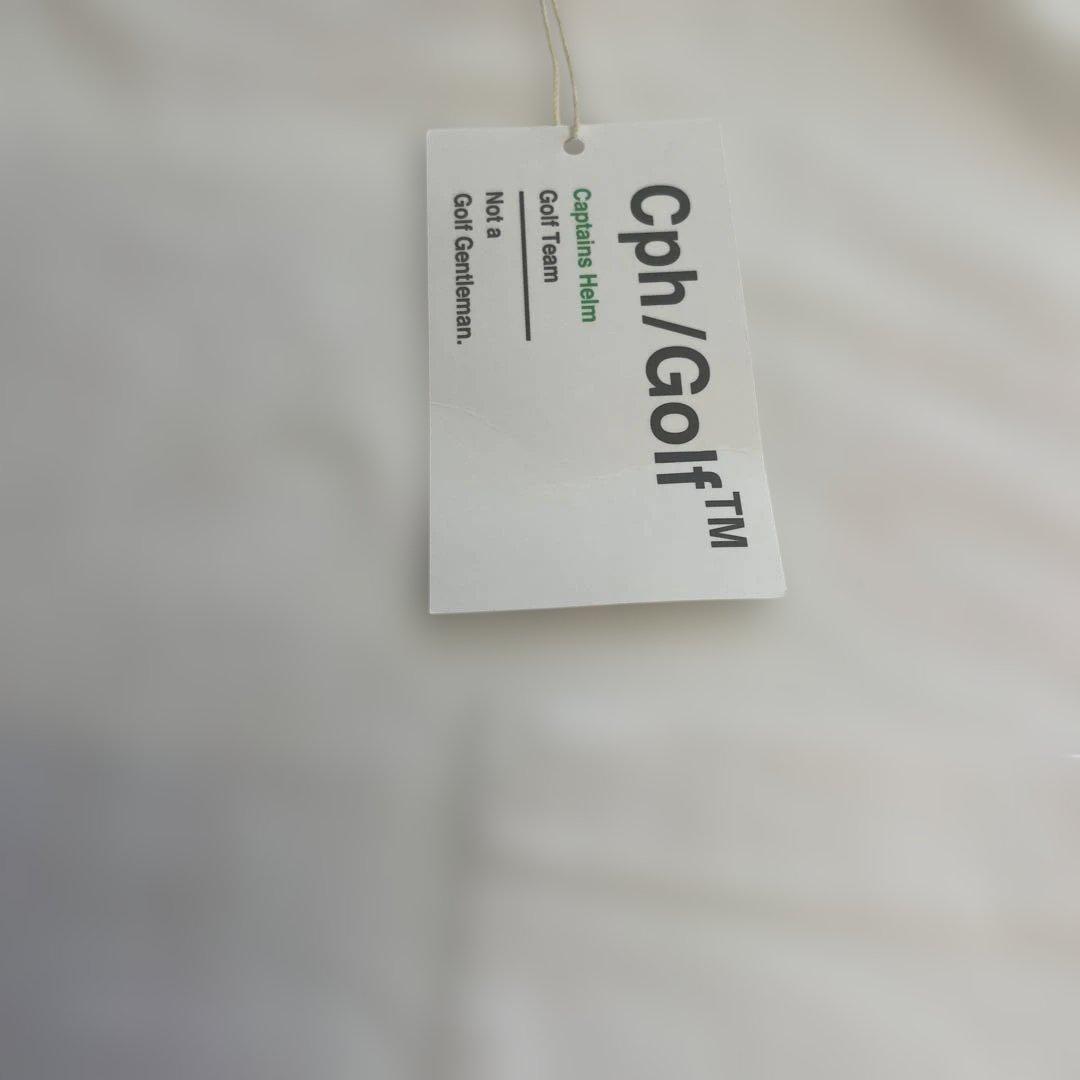 Cph/Golf™
Captains Helm
Golf Team
Not a
Golf Gentleman.